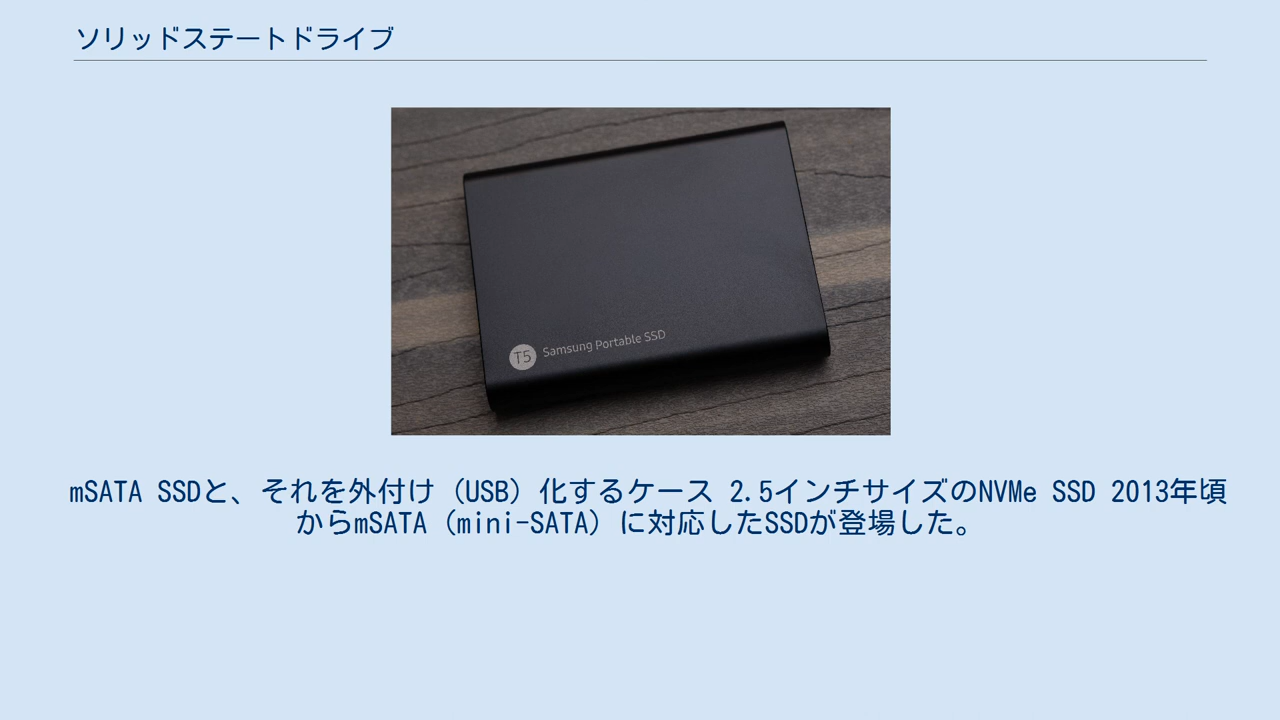 ソリッドステートドライブ
T5 Samsung Portable SSD
mSATA SSDと、それを外付け（USB）化するケース 2.5インチサイズのNVMe SSD 2013年頃
からmSATA（mini-SATA）に対応したSSDが登場した。